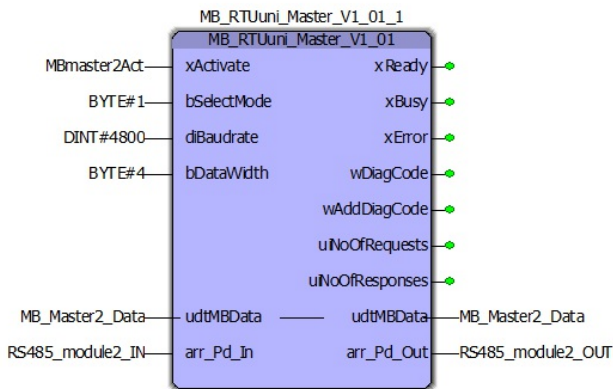 MB_RTUuni_Master_V1_01_1
MB_RTUuni_Master_V1_01
MBmaster2Act xActivate xReady
BYTE#1 bSelectMode xBusy
DINT#4800 diBaudrate xError
BYTE#4 bDataWidth wDiagCode
wAddDiagCode
uiNoOfRequests
uiNoOfResponses
MB_Master2_Data udtMBData udtMBData MB_Master2_Data
RS485_module2_IN arr_Pd_In arr_Pd_Out RS485_module2_OUT